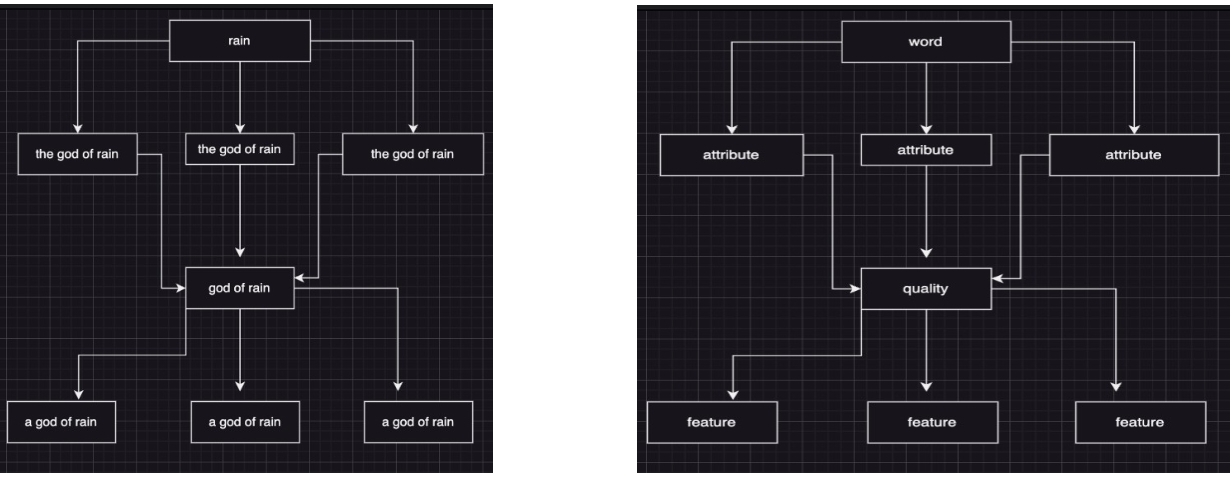 rain
the god of rain
the god of rain
the god of rain
god of rain
a god of rain
a god of rain
a god of rain
word
attribute
attribute
attribute
quality
feature
feature
feature